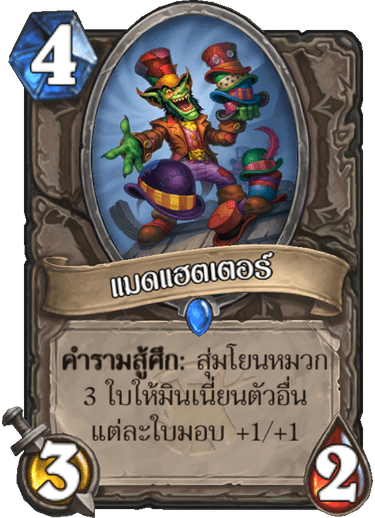 4
แมดแฮตเตอร์
คำรามสู้ศึก: สุ่มโยนหมวก
3 ใบให้มินเนี่ยนตัวอื่น
แต่ละใบมอบ +1/+1
3
2